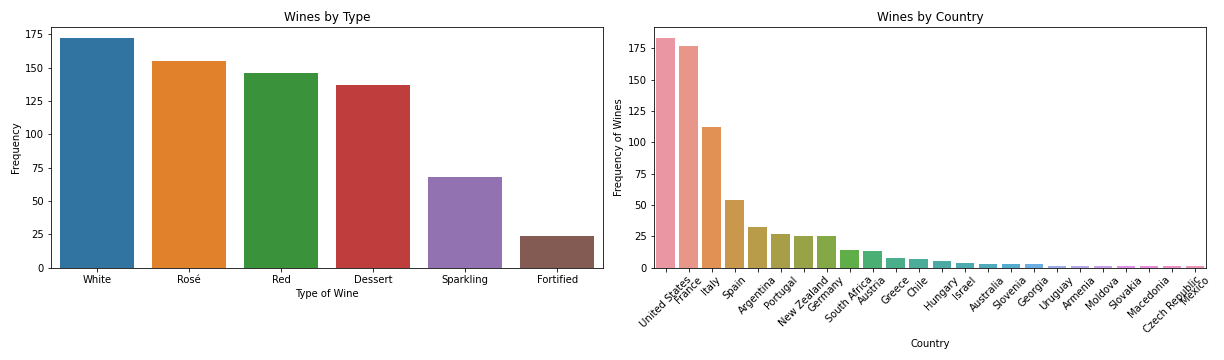 Wines by Type
175
150
125
100
75
50
25
0
Frequency
White Rosé Red Dessert Sparkling Fortified
Type of Wine
Wines by Country
175
150
125
100
75
50
25
0
Frequency of Wines
United States
France
Italy
Spain
Argentina
Portugal
New Zealand
Germany
South Africa
Austria
Greece
Chile
Hungary
Israel
Australia
Slovenia
Georgia
Uruguay
Armenia
Moldova
Slovakia
Macedonia
Czech Republic
Mexico
Country